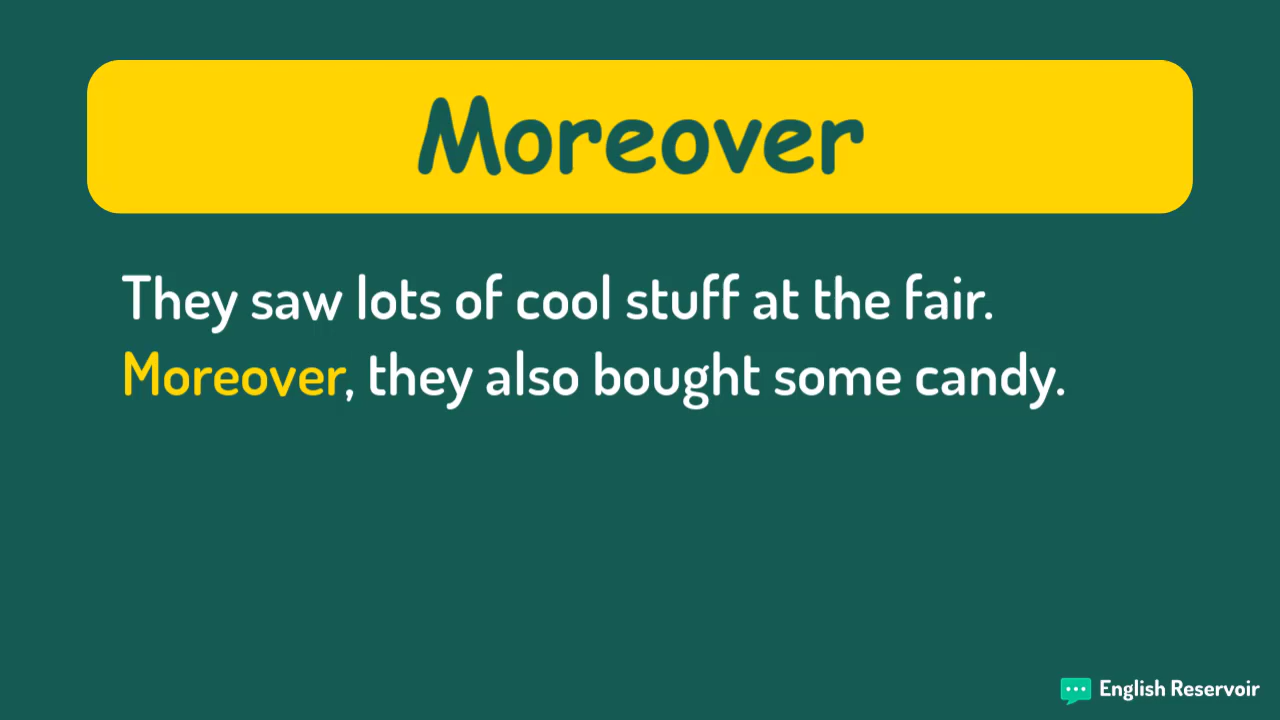 Moreover
They saw lots of cool stuff at the fair.
Moreover, they also bought some candy.
English Reservoir